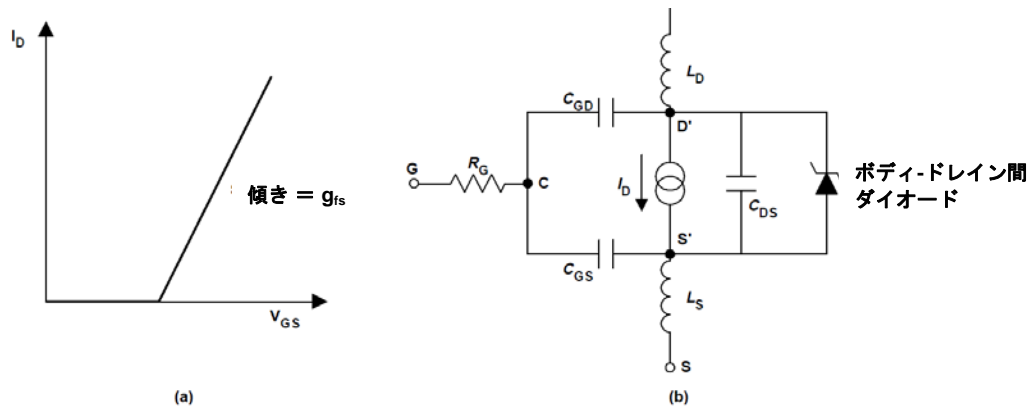 I_D
傾き = g_fs
V_GS
(a)
L_D
C_GD
D'
R_G
G
C
I_D
C_DS
ボディ-ドレイン間
ダイオード
S'
C_GS
L_S
S
(b)